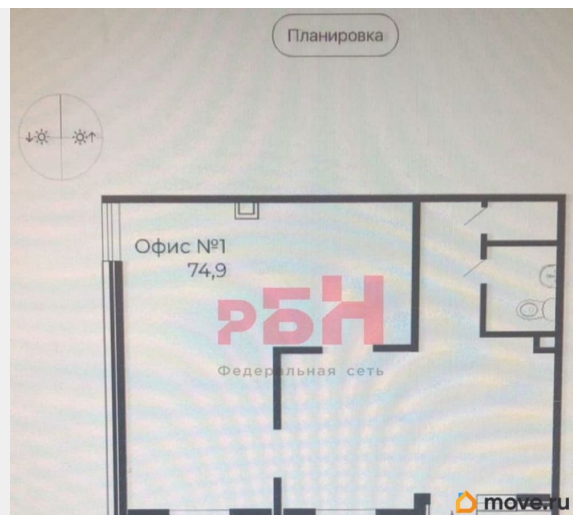 Планировка
Офис №1
74,9
РБН
Федеральная сеть
move.ru